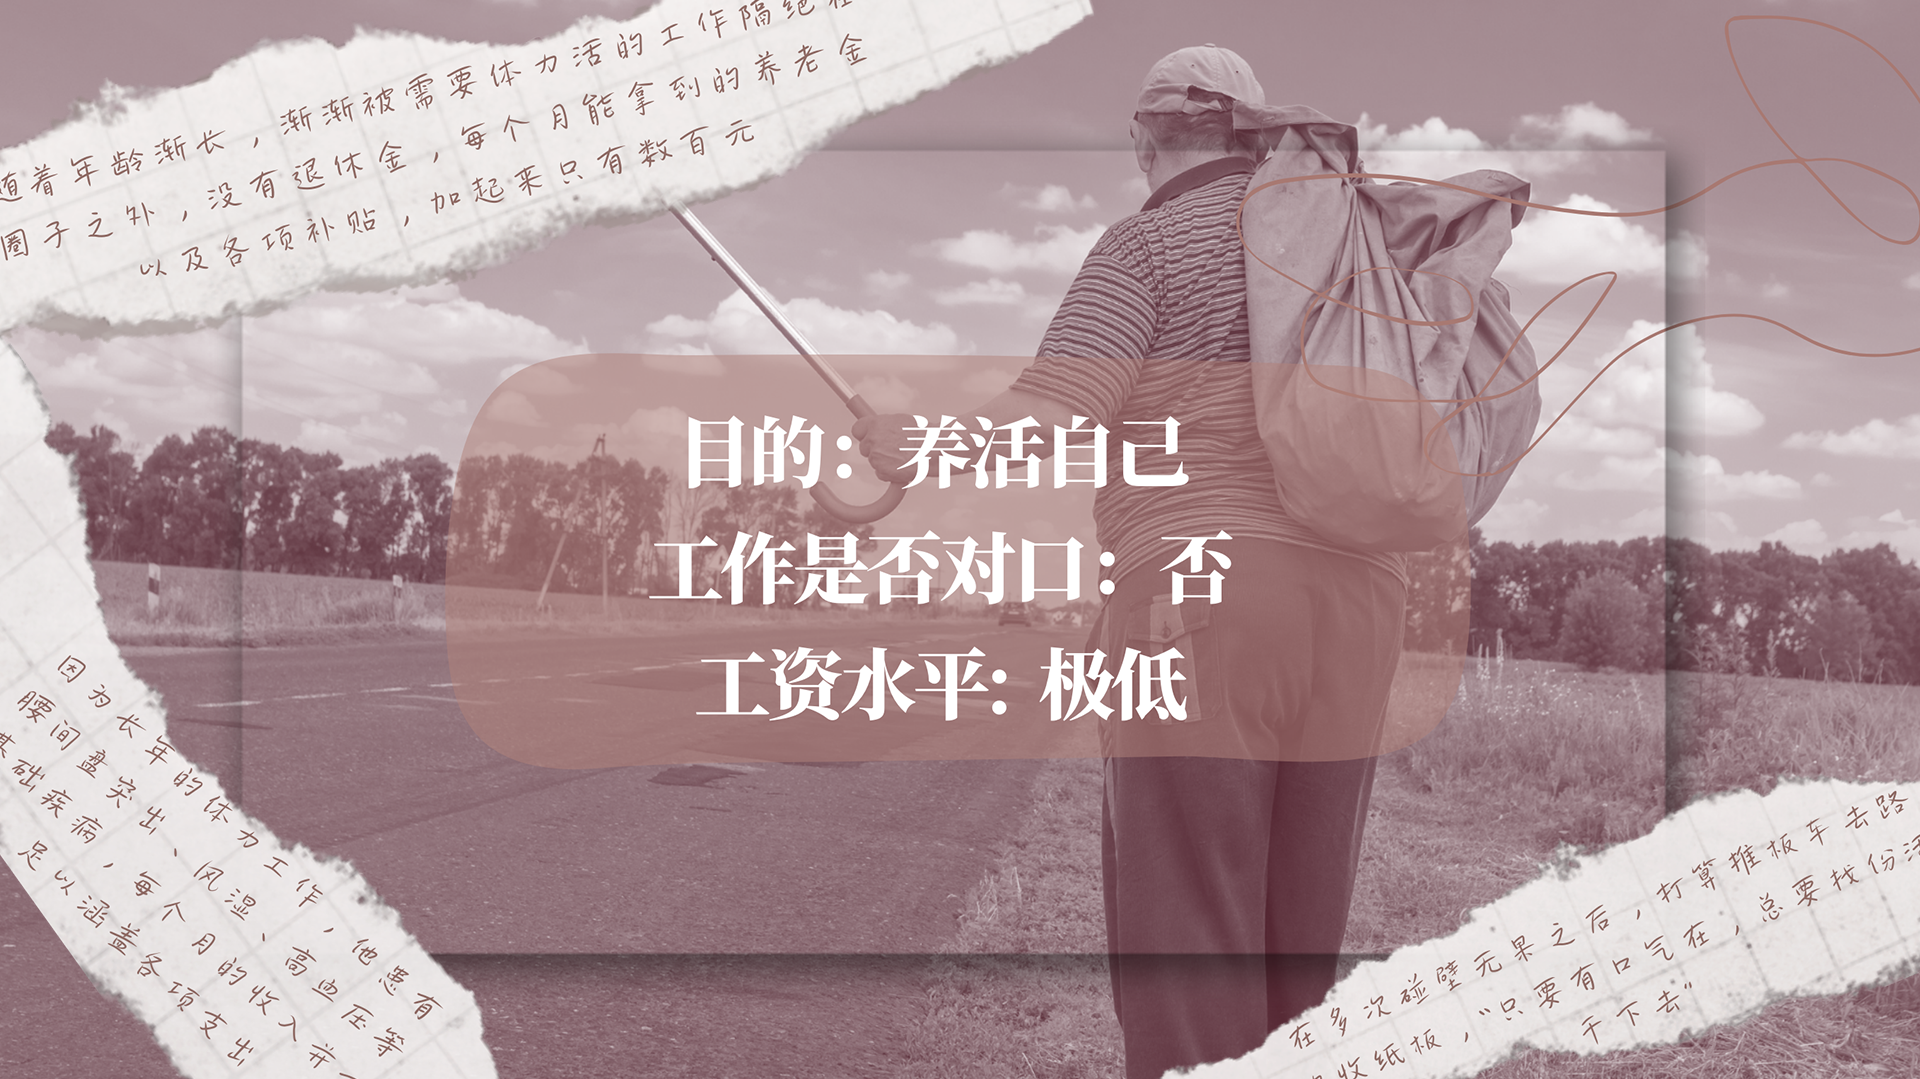 随着年龄渐长，渐渐被需要体力活的工作隔绝在
圈子之外，没有退休金，每个月能拿到的养老金
以及各项补贴，加起来只有数百元
目的：养活自己
工作是否对口：否
工资水平：极低
因为长年的体力工作，他患有
腰间盘突出、风湿、高血压等
基础疾病，每个月的收入并
足以涵盖各项支出
在多次碰壁无果之后，打算推板车去路
收纸板，“只要有口气在，总要找份活
干下去”